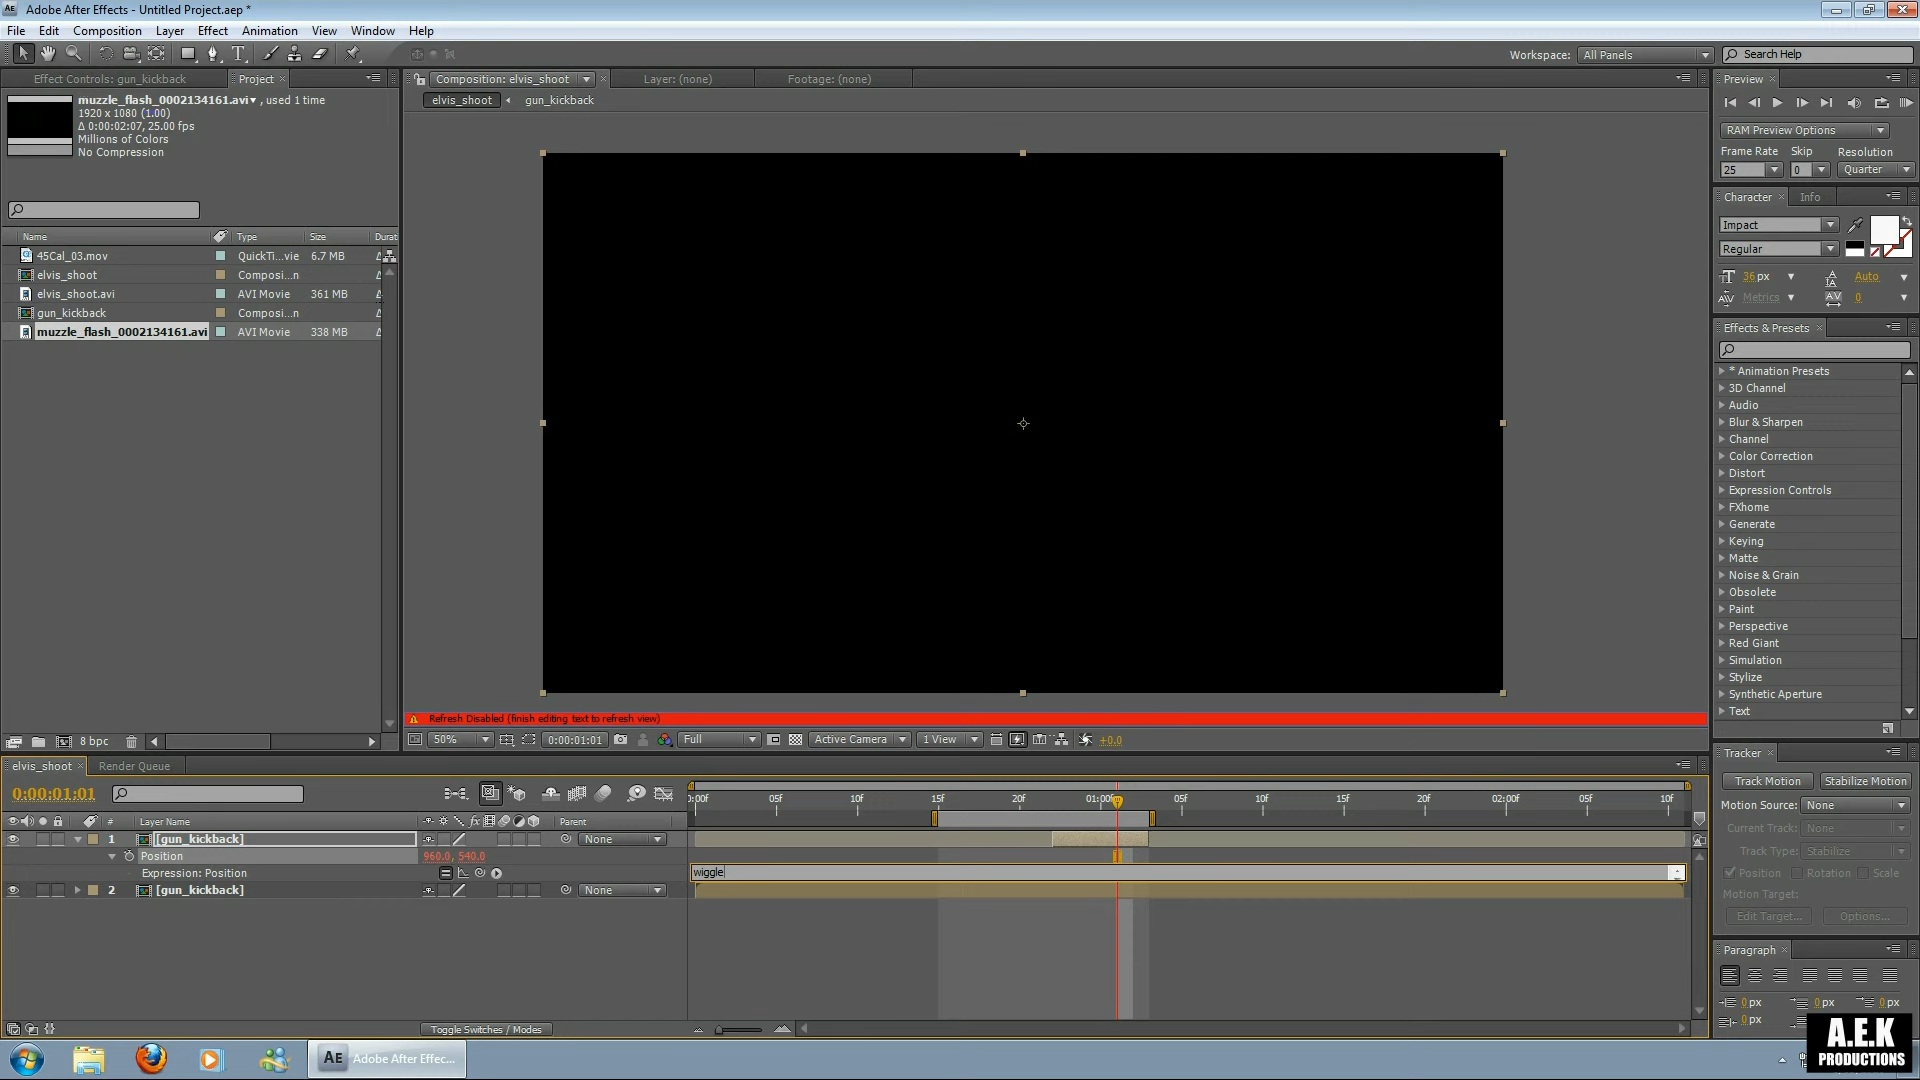 Adobe After Effects - Untitled Project.aep *
File Edit Composition Layer Effect Animation View Window Help
Workspace: All Panels
Search Help
Effect Controls: gun_kickback
Project
muzzle_flash_0002134161.avi , used 1 time
1920 x 1080 (1.00)
Δ 0:00:02:07, 25.00 fps
Millions of Colors
No Compression
Name Type Size Durat
45Cal_03.mov QuickTi...vie 6.7 MB
elvis_shoot Composi...n
elvis_shoot.avi AVI Movie 361 MB
gun_kickback Composi...n
muzzle_flash_0002134161.avi AVI Movie 338 MB
8 bpc
Composition: elvis_shoot
Layer: (none)
Footage: (none)
elvis_shoot gun_kickback
Refresh Disabled (finish editing text to refresh view)
50% 0:00:01:01 Full Active Camera 1 View +0.0
Preview
RAM Preview Options
Frame Rate Skip Resolution
25 0 Quarter
Character Info
Impact
Regular
36 px Auto
Metrics 0
Effects & Presets
* Animation Presets
3D Channel
Audio
Blur & Sharpen
Channel
Color Correction
Distort
Expression Controls
FXhome
Generate
Keying
Matte
Noise & Grain
Obsolete
Paint
Perspective
Red Giant
Simulation
Stylize
Synthetic Aperture
Text
Tracker
Track Motion Stabilize Motion
Motion Source: None
Current Track: None
Track Type: Stabilize
Position Rotation Scale
Motion Target:
Edit Target... Options...
Paragraph
0 px 0 px 0 px
0 px
elvis_shoot Render Queue
0:00:01:01
0:00f 05f 10f 15f 20f 01:00f 05f 10f 15f 20f 02:00f 05f 10f
# Layer Name Parent
1 [gun_kickback] None
Position 960.0, 540.0
Expression: Position wiggle
2 [gun_kickback] None
Toggle Switches / Modes
AE Adobe After Effec...
A.E.K
PRODUCTIONS